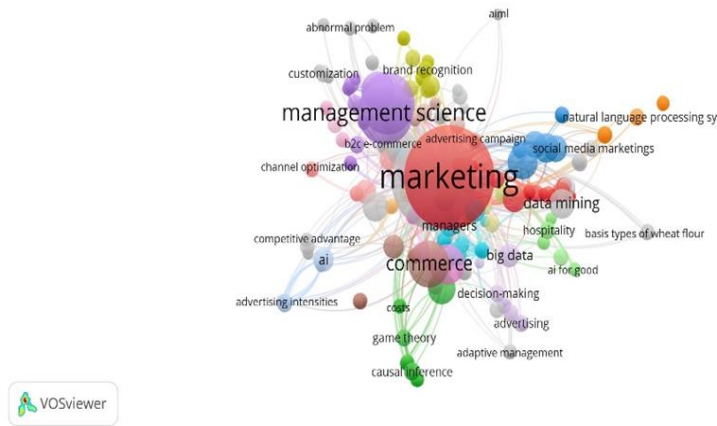 aiml
abnormal problem
brand recognition
customization
management science
natural language processing sy
advertising campaign
b2c e-commerce
social media marketings
channel optimization
marketing
data mining
managers
hospitality
basis types of wheat flour
competitive advantage
ai
commerce
big data
ai for good
decision-making
advertising intensities
costs
advertising
game theory
adaptive management
causal inference
VOSviewer